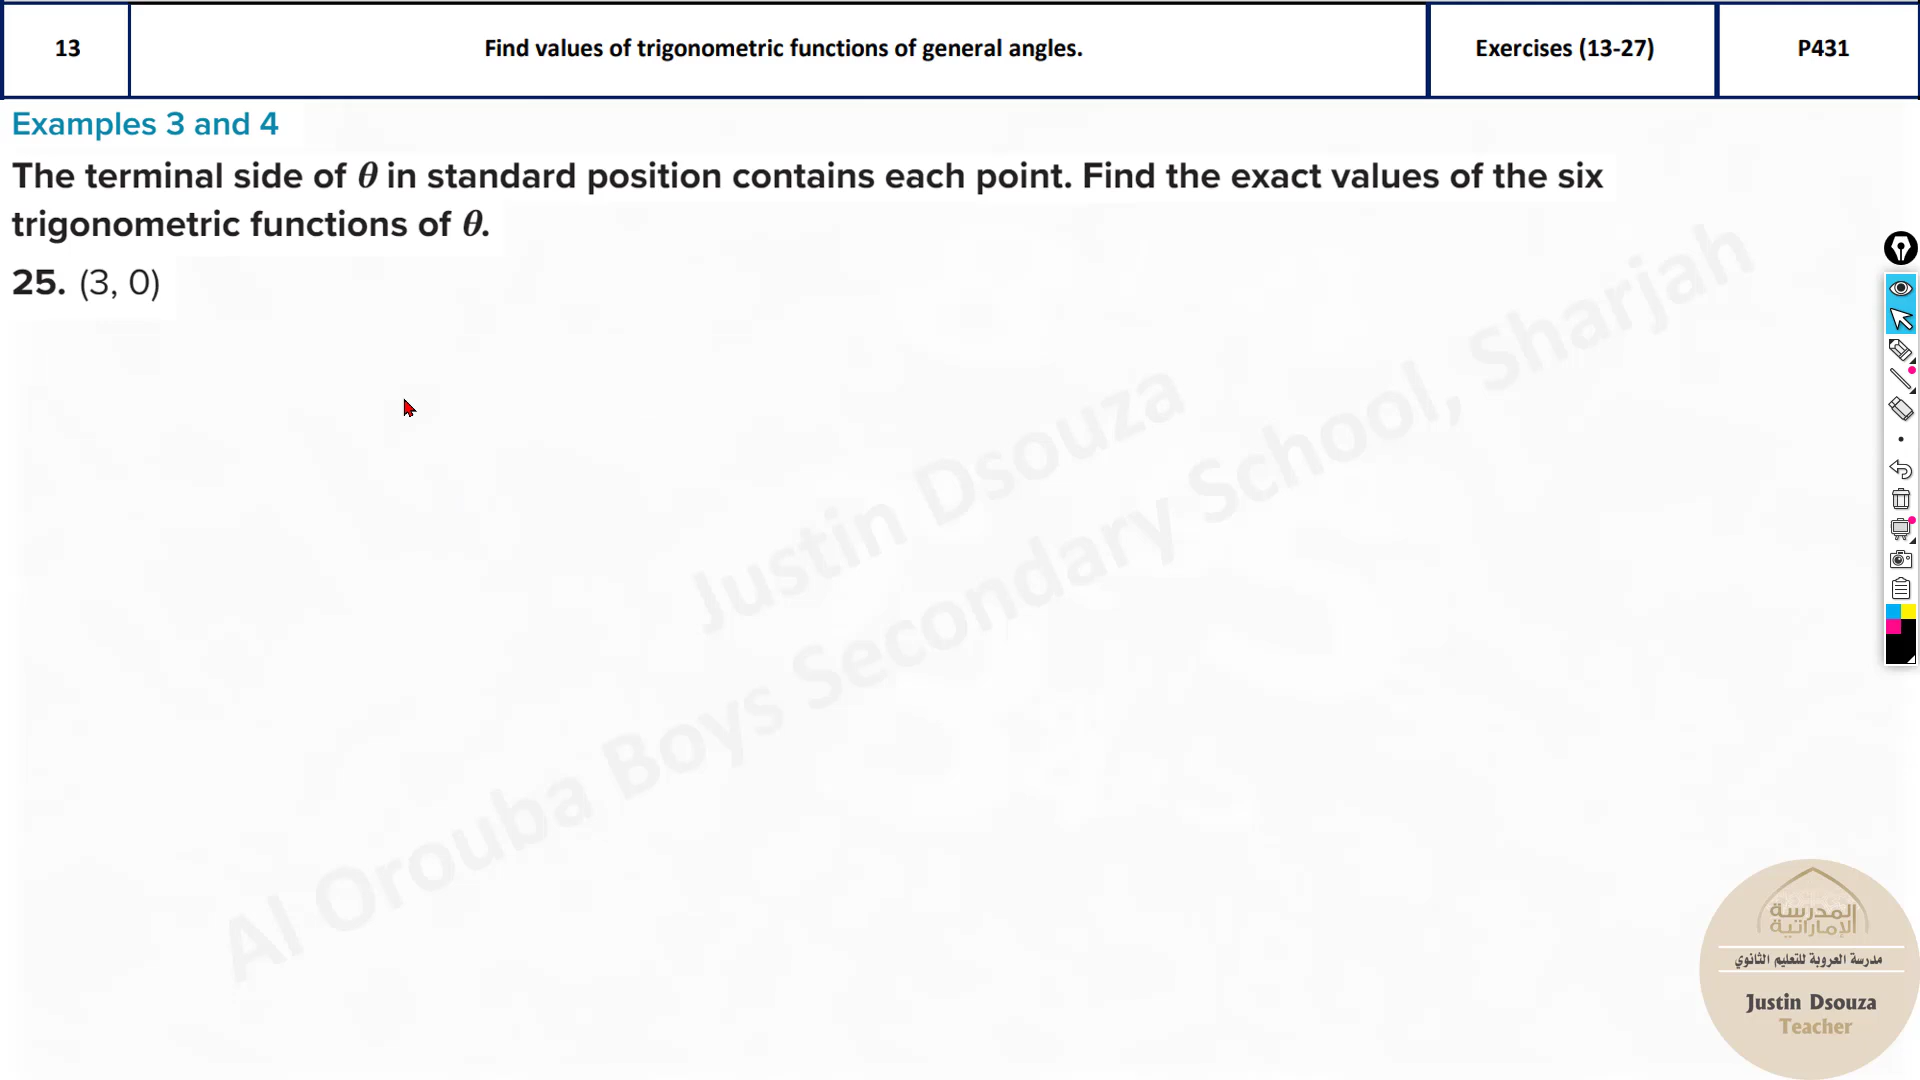 13
Find values of trigonometric functions of general angles.
Exercises (13-27)
P431
Examples 3 and 4
The terminal side of θ in standard position contains each point. Find the exact values of the six
trigonometric functions of θ.
25. (3, 0)
Justin Dsouza
Al Orouba Boys Secondary School, Sharjah
المدرسة
الإماراتية
مدرسة العروبة للتعليم الثانوي
Justin Dsouza
Teacher